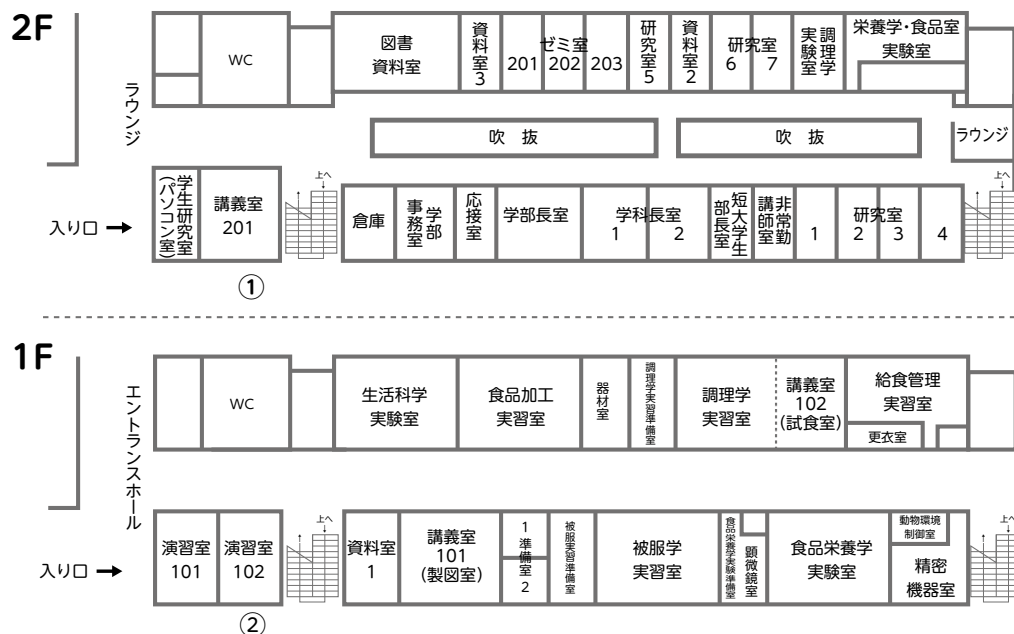 2F
WC
図書
資料室
資料室3
ゼミ室
201 202 203
研究室5
資料室2
研究室
6 7
調理学
実験室
栄養学・食品室
実験室
ラウンジ
吹 抜
吹 抜
ラウンジ
入り口
学生研究室
(パソコン室)
講義室
201
上へ
倉庫
学部
事務室
応接室
学部長室
学科長室
1 2
短大学生
部長室
非常勤
講師室
研究室
1 2 3 4
上へ
①
1F
WC
生活科学
実験室
食品加工
実習室
器材室
調理学実習準備室
調理学
実習室
講義室
102
(試食室)
給食管理
実習室
更衣室
エントランスホール
入り口
演習室
101
演習室
102
上へ
資料室
1
講義室
101
(製図室)
1準備室2
被服実習準備室
被服学
実習室
食品栄養学実験準備室
顕微鏡室
食品栄養学
実験室
動物環境
制御室
精密
機器室
上へ
②